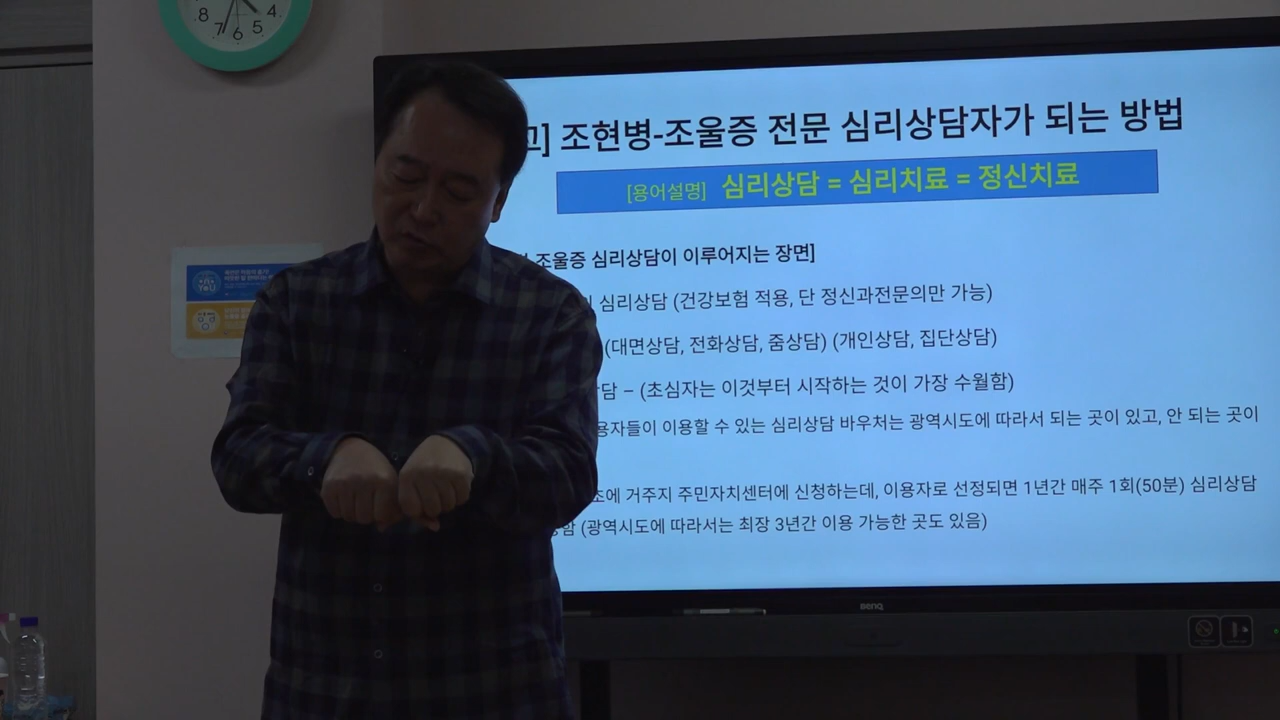 8 7 6 5 4
고] 조현병-조울증 전문 심리상담자가 되는 방법
[용어설명] 심리상담 = 심리치료 = 정신치료
조울증 심리상담이 이루어지는 장면]
심리상담 (건강보험 적용, 단 정신과전문의만 가능)
(대면상담, 전화상담, 줌상담) (개인상담, 집단상담)
담 – (초심자는 이것부터 시작하는 것이 가장 수월함)
용자들이 이용할 수 있는 심리상담 바우처는 광역시도에 따라서 되는 곳이 있고, 안 되는 곳이
초에 거주지 주민자치센터에 신청하는데, 이용자로 선정되면 1년간 매주 1회(50분) 심리상담
함 (광역시도에 따라서는 최장 3년간 이용 가능한 곳도 있음)
BenQ